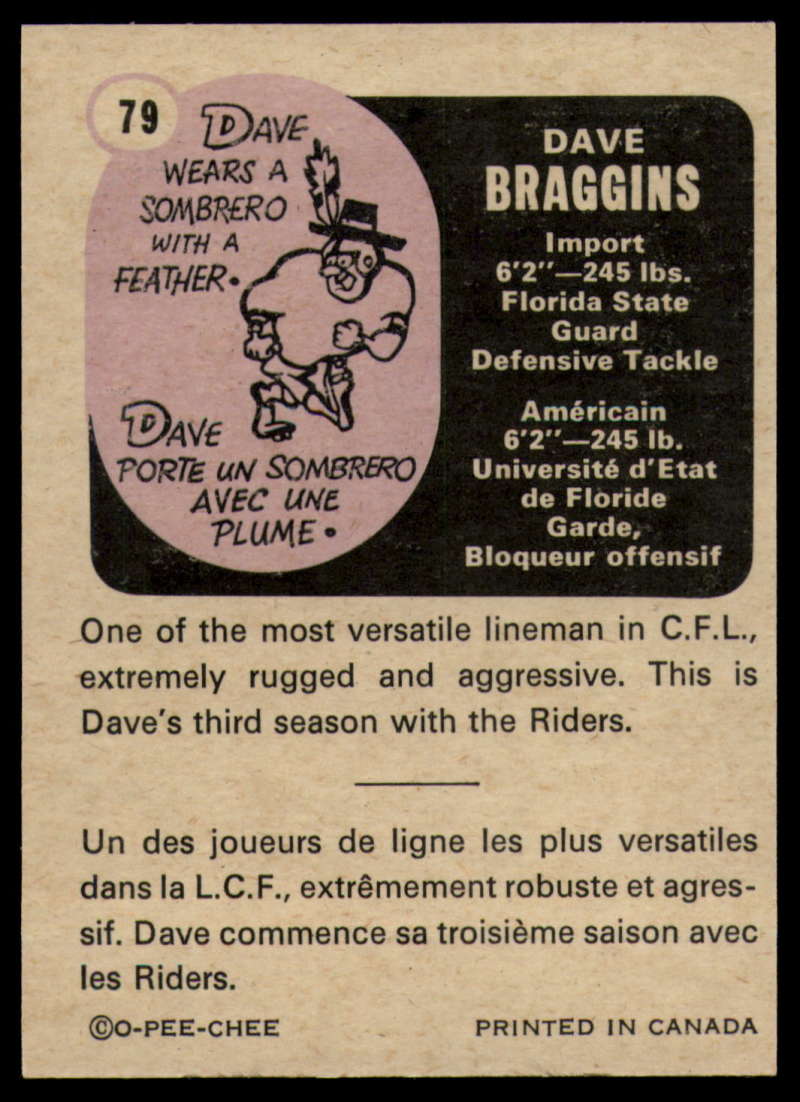 79
DAVE
WEARS A
SOMBRERO
WITH A
FEATHER.
DAVE
PORTE UN SOMBRERO
AVEC UNE
PLUME.
DAVE
BRAGGINS
Import
6'2"—245 lbs.
Florida State
Guard
Defensive Tackle
Américain
6'2"—245 lb.
Université d'Etat
de Floride
Garde,
Bloqueur offensif
One of the most versatile lineman in C.F.L.,
extremely rugged and aggressive. This is
Dave's third season with the Riders.
Un des joueurs de ligne les plus versatiles
dans la L.C.F., extrêmement robuste et agres-
sif. Dave commence sa troisième saison avec
les Riders.
©O-PEE-CHEE
PRINTED IN CANADA